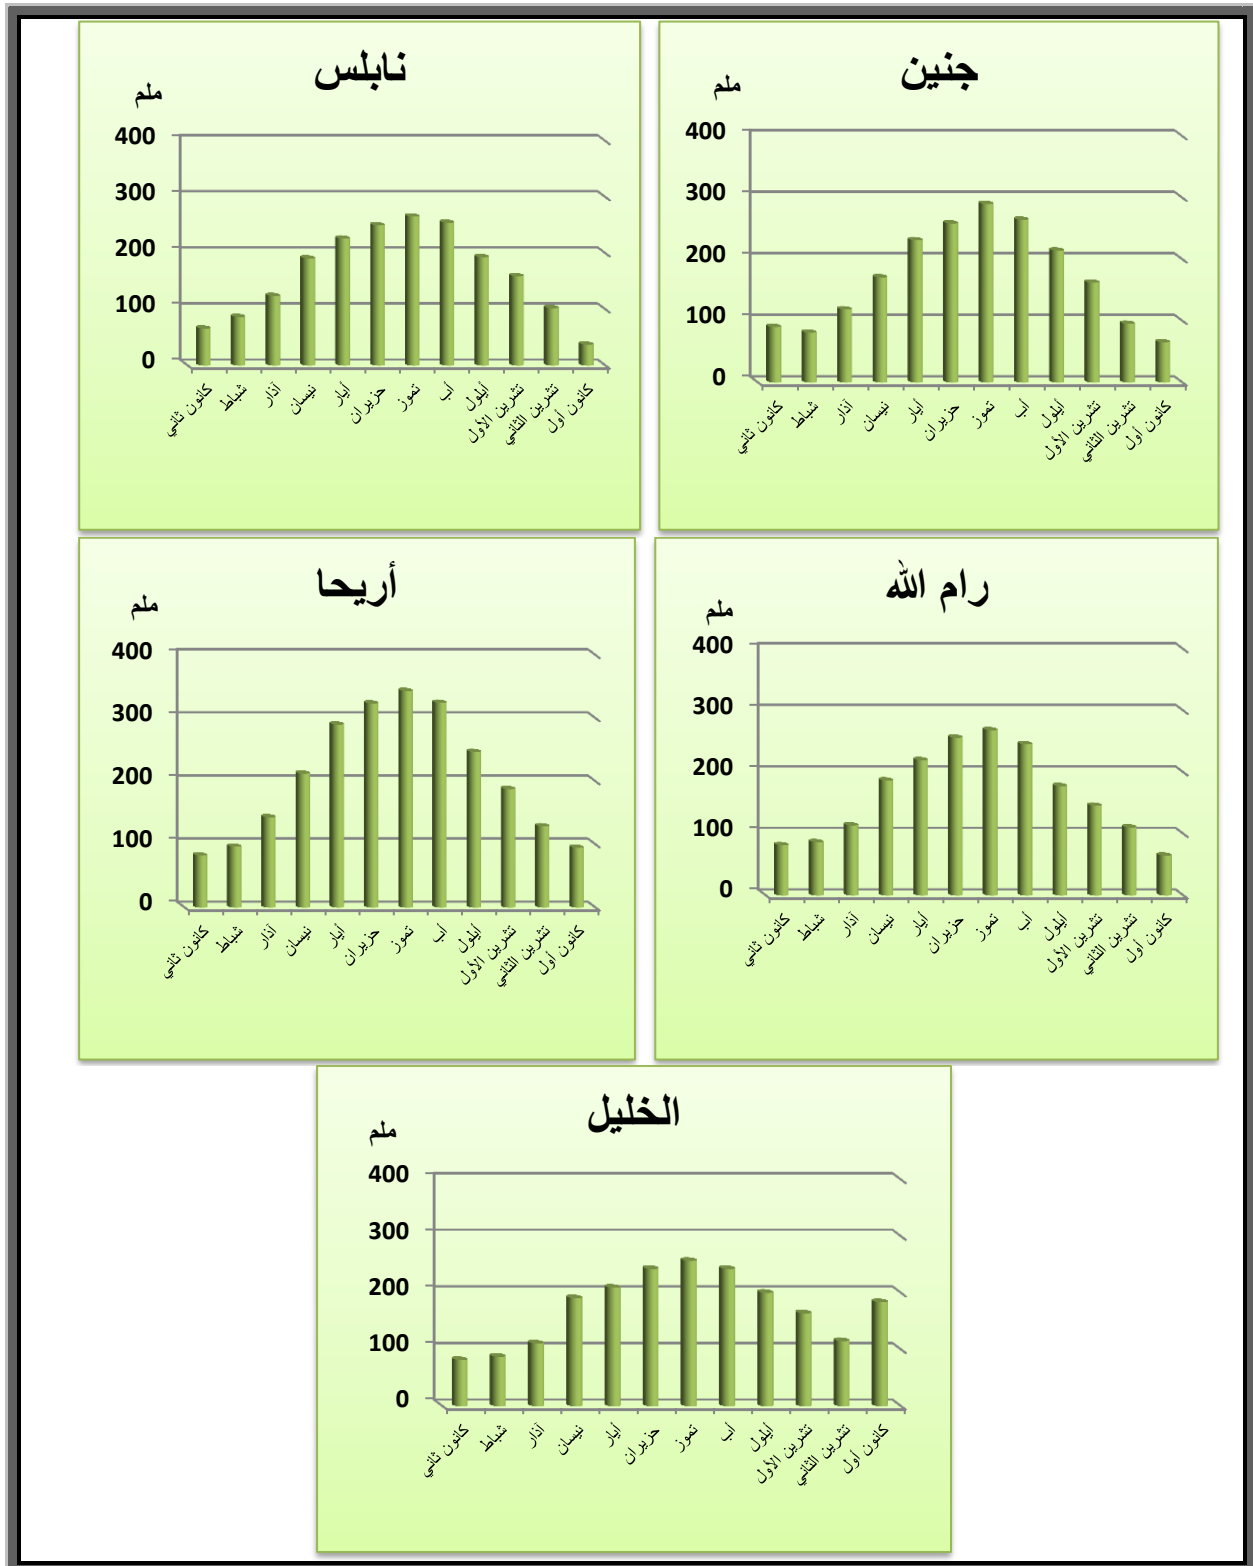 جنين
ملم
400
300
200
100
0
كانون ثاني
شباط
آذار
نيسان
أيار
حزيران
تموز
آب
أيلول
تشرين الأول
تشرين الثاني
كانون أول
نابلس
ملم
400
300
200
100
0
كانون ثاني
شباط
آذار
نيسان
أيار
حزيران
تموز
آب
أيلول
تشرين الأول
تشرين الثاني
كانون أول
رام الله
ملم
400
300
200
100
0
كانون ثاني
شباط
آذار
نيسان
أيار
حزيران
تموز
آب
أيلول
تشرين الأول
تشرين الثاني
كانون أول
أريحا
ملم
400
300
200
100
0
كانون ثاني
شباط
آذار
نيسان
أيار
حزيران
تموز
آب
أيلول
تشرين الأول
تشرين الثاني
كانون أول
الخليل
ملم
400
300
200
100
0
كانون ثاني
شباط
آذار
نيسان
أيار
حزيران
تموز
آب
أيلول
تشرين الأول
تشرين الثاني
كانون أول